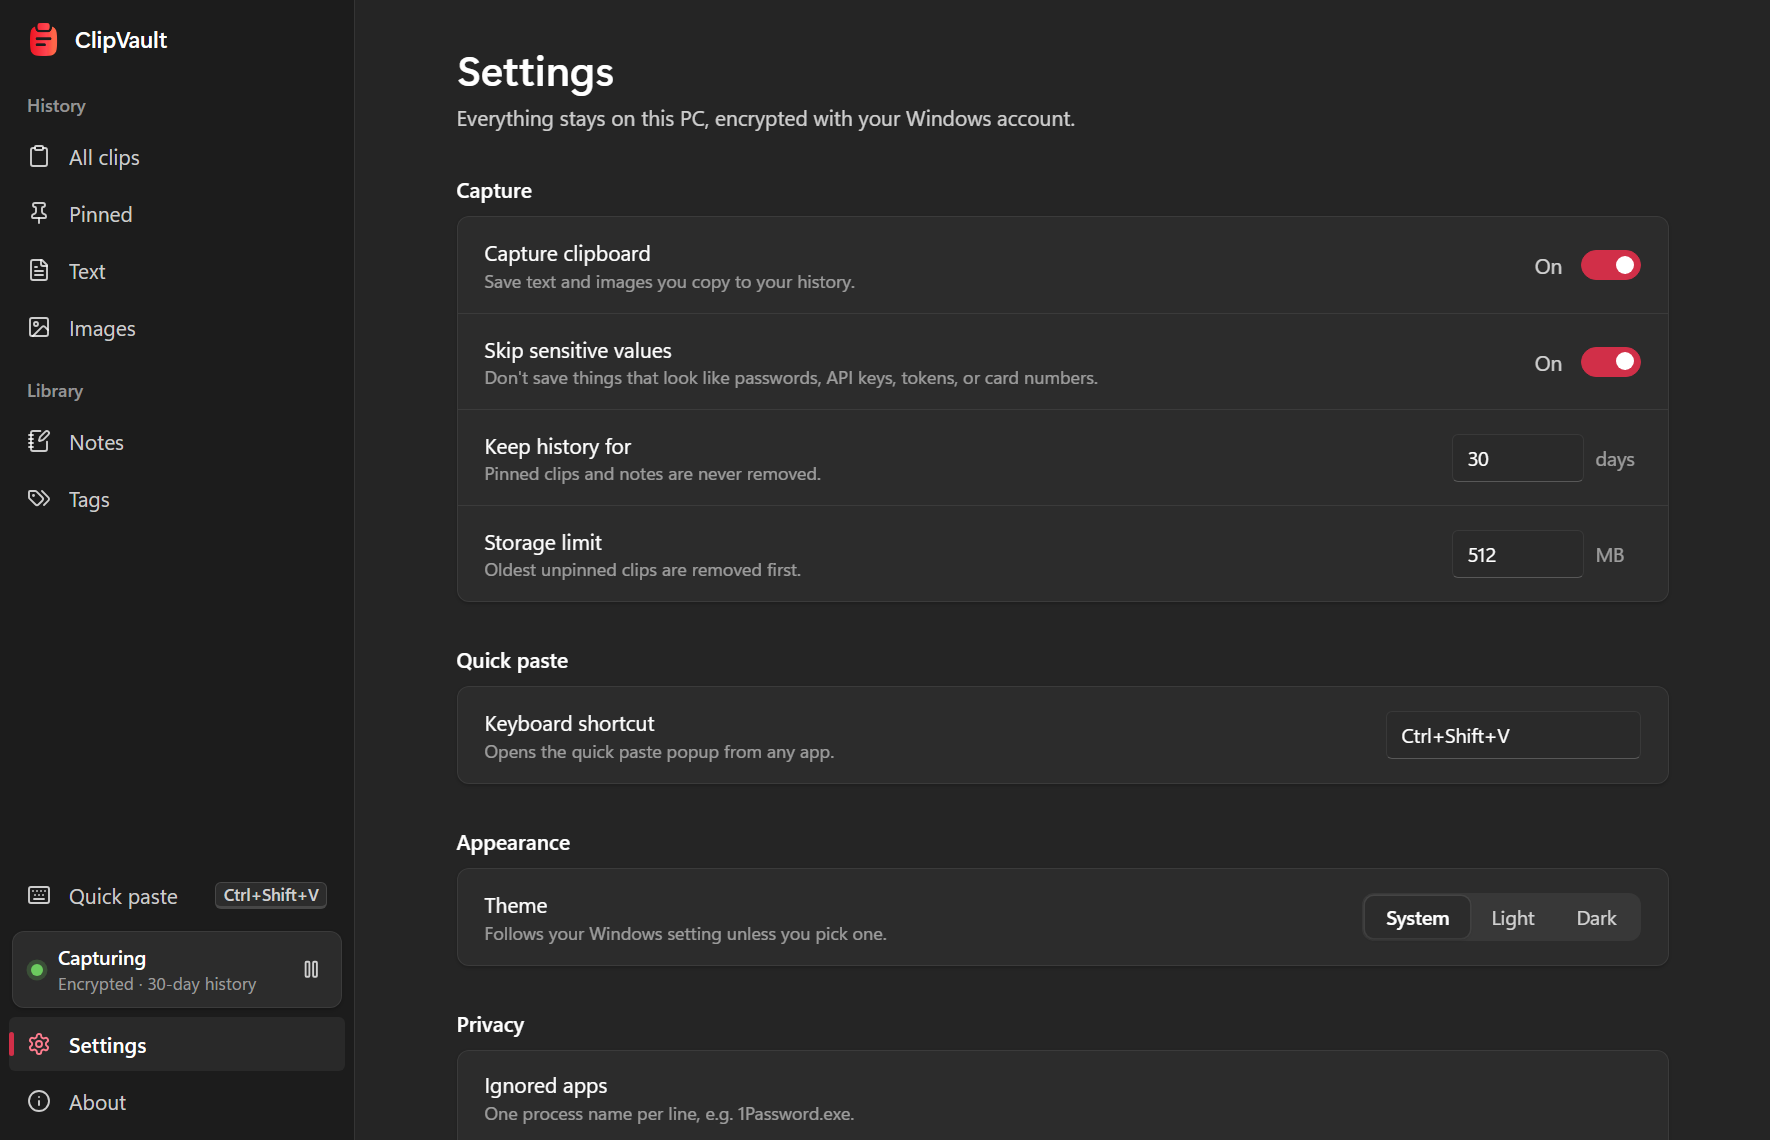 ClipVault
History
All clips
Pinned
Text
Images
Library
Notes
Tags
Quick paste Ctrl+Shift+V
Capturing
Encrypted · 30-day history
Settings
About
Settings
Everything stays on this PC, encrypted with your Windows account.
Capture
Capture clipboard
Save text and images you copy to your history.
On
Skip sensitive values
Don't save things that look like passwords, API keys, tokens, or card numbers.
On
Keep history for
Pinned clips and notes are never removed.
30 days
Storage limit
Oldest unpinned clips are removed first.
512 MB
Quick paste
Keyboard shortcut
Opens the quick paste popup from any app.
Ctrl+Shift+V
Appearance
Theme
Follows your Windows setting unless you pick one.
System Light Dark
Privacy
Ignored apps
One process name per line, e.g. 1Password.exe.